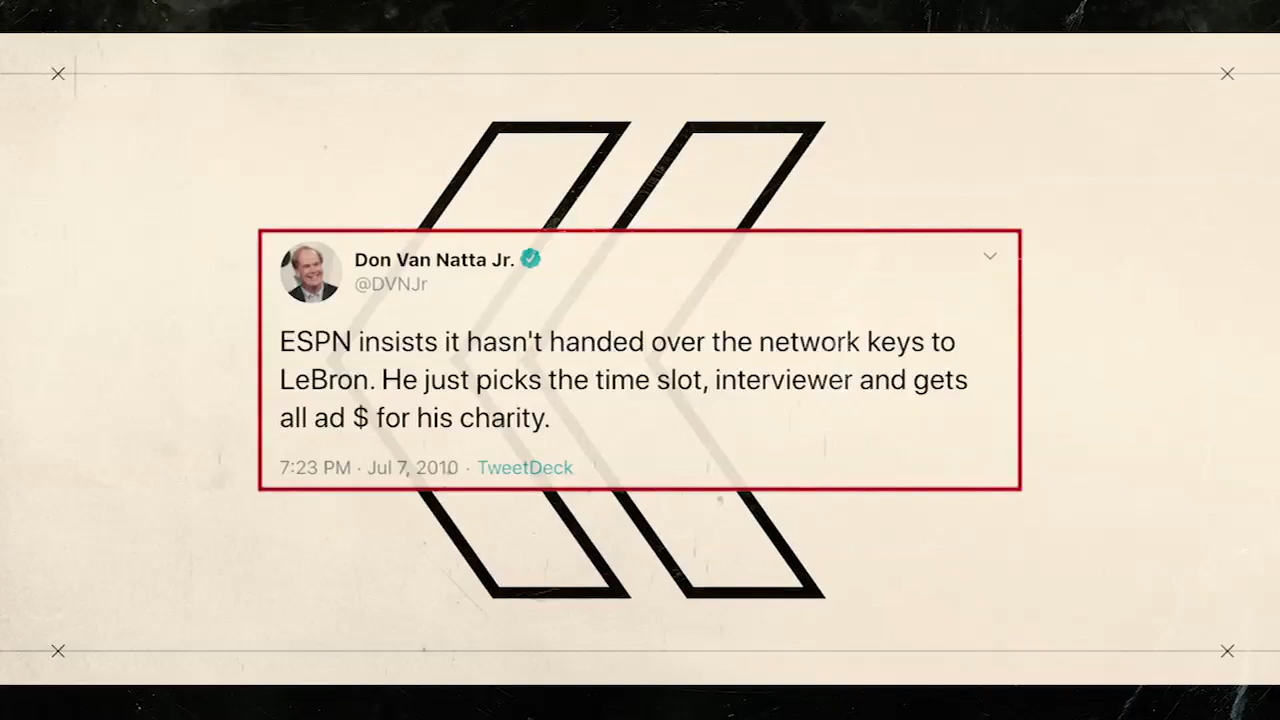 Don Van Natta Jr.
@DVNJr
ESPN insists it hasn't handed over the network keys to
LeBron. He just picks the time slot, interviewer and gets
all ad $ for his charity.
7:23 PM · Jul 7, 2010 · TweetDeck